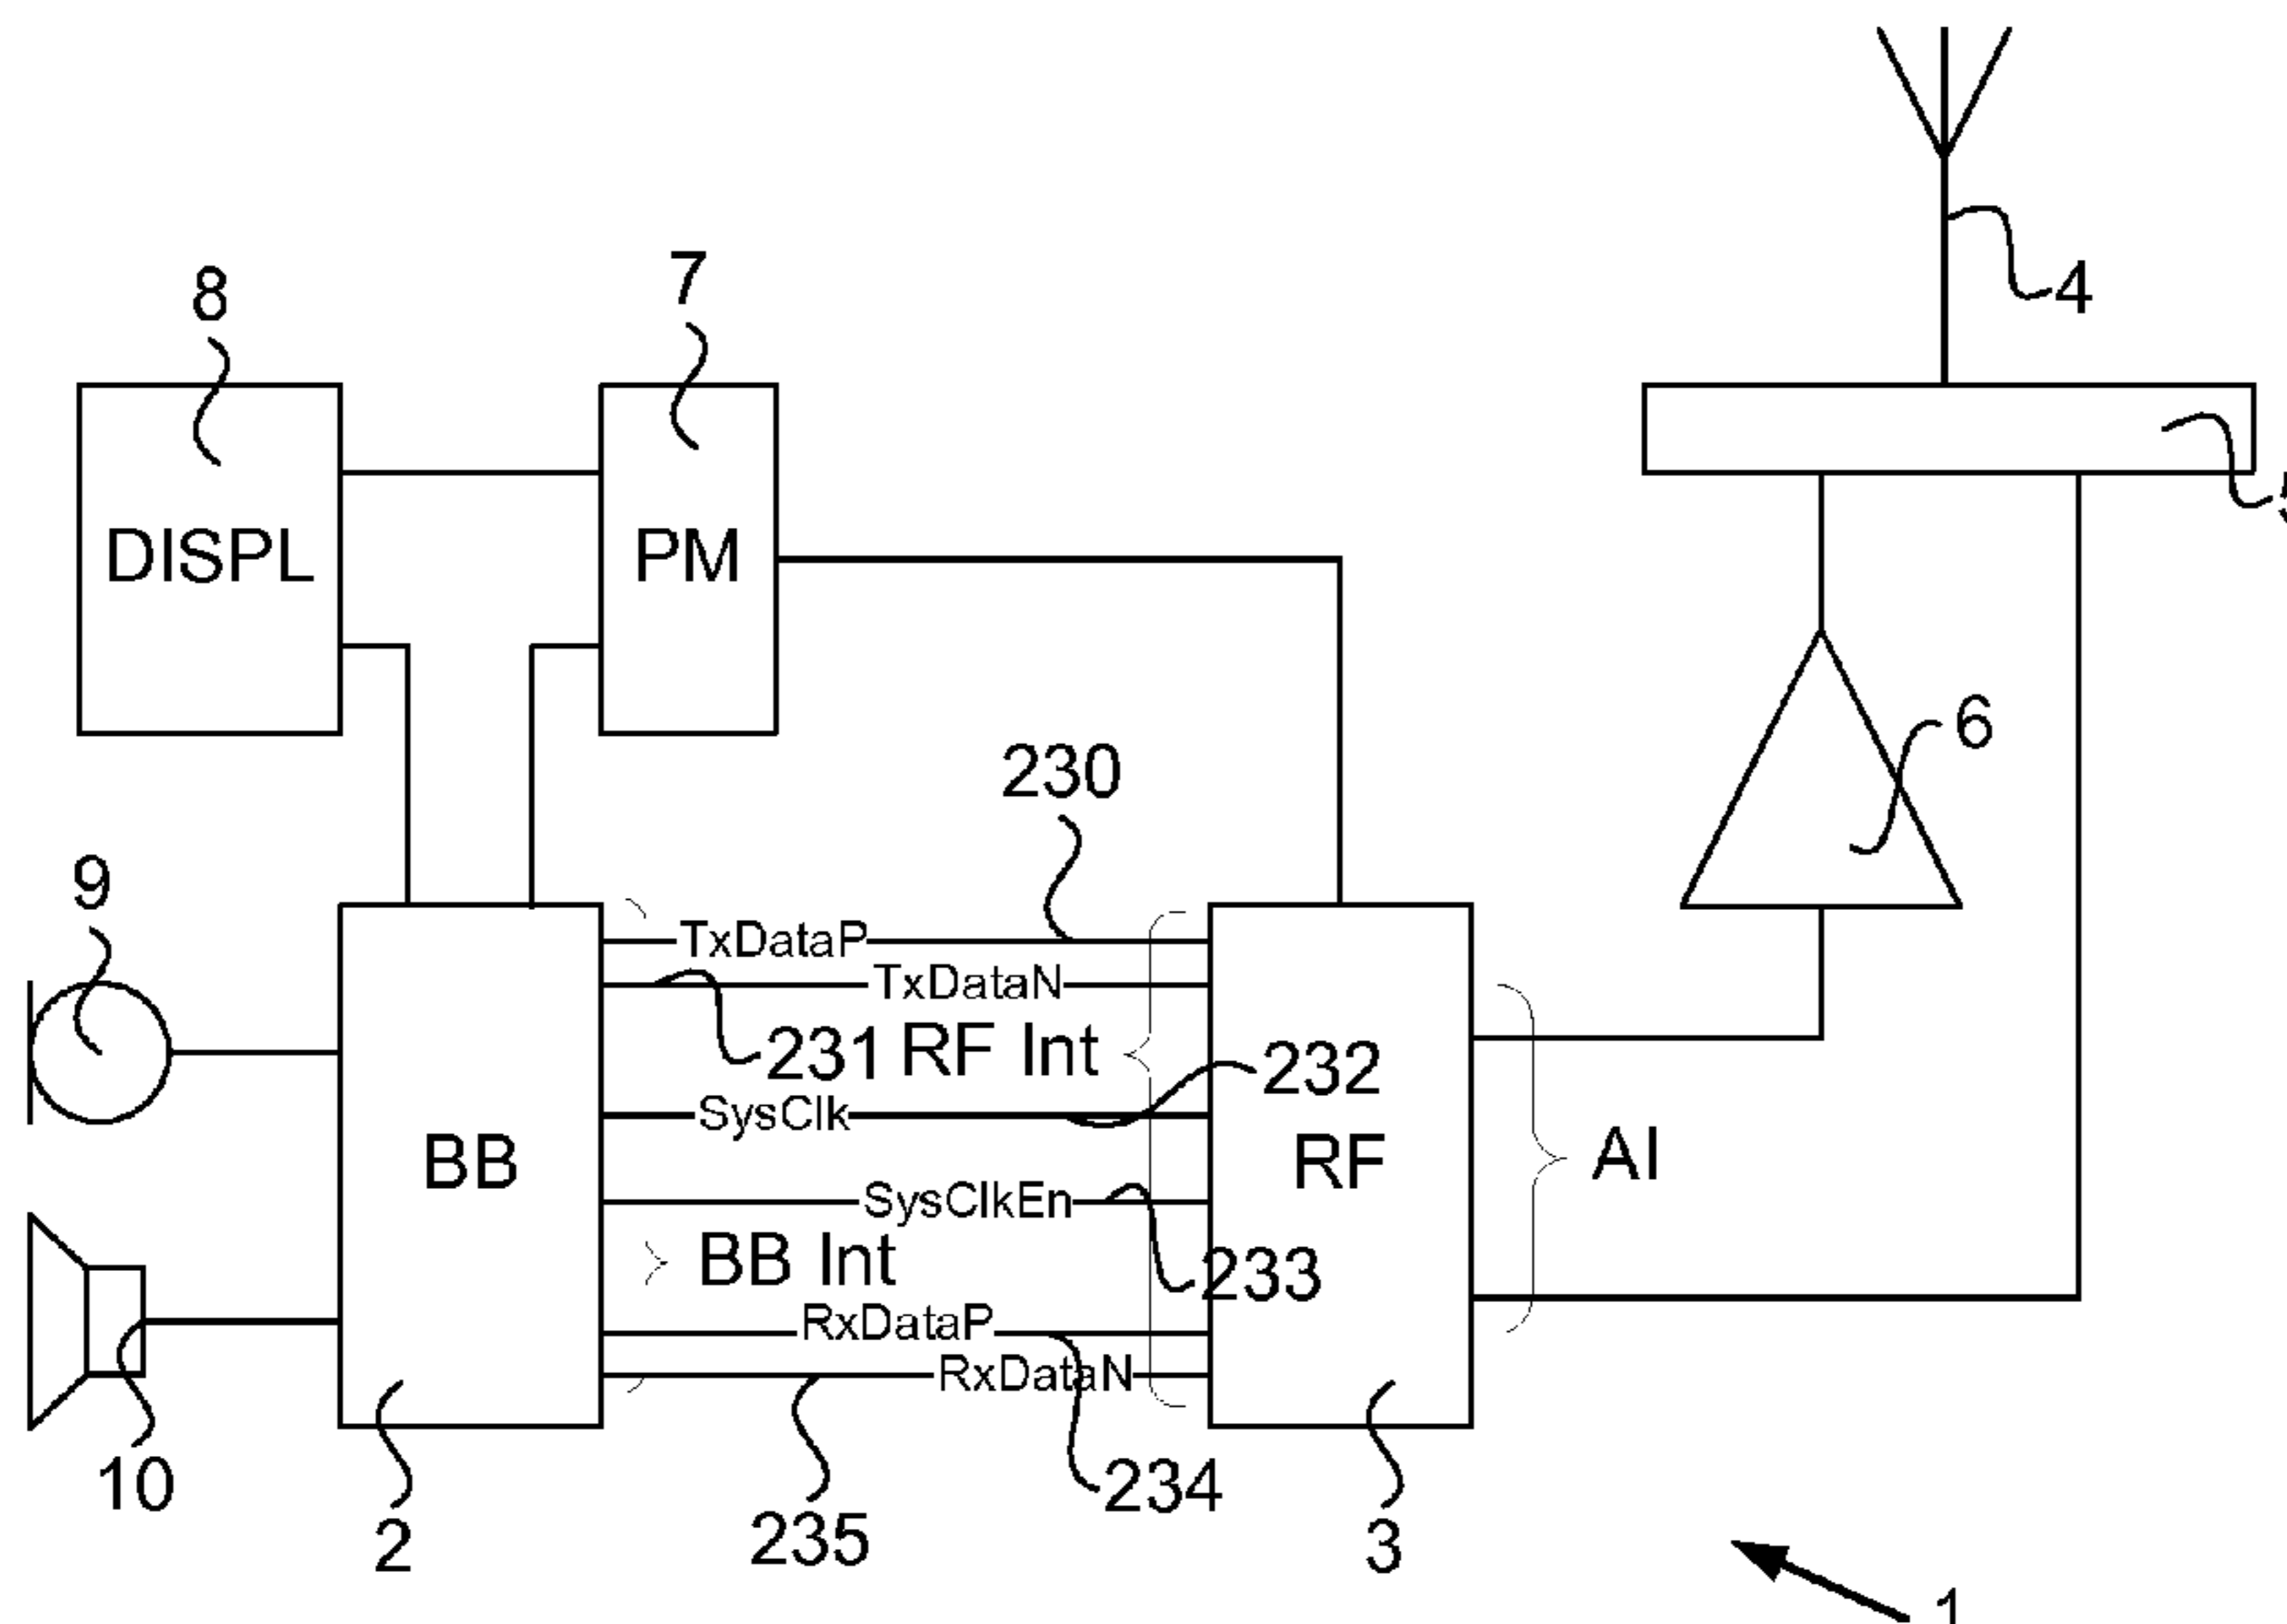 4
7
8
5
DISPL
PM
6
230
9
TxDataP
TxDataN
231
RF Int
232
SysClk
BB
RF
AI
SysClkEn
BB Int
233
RxDataP
RxDataN
10
234
235
2
3
1